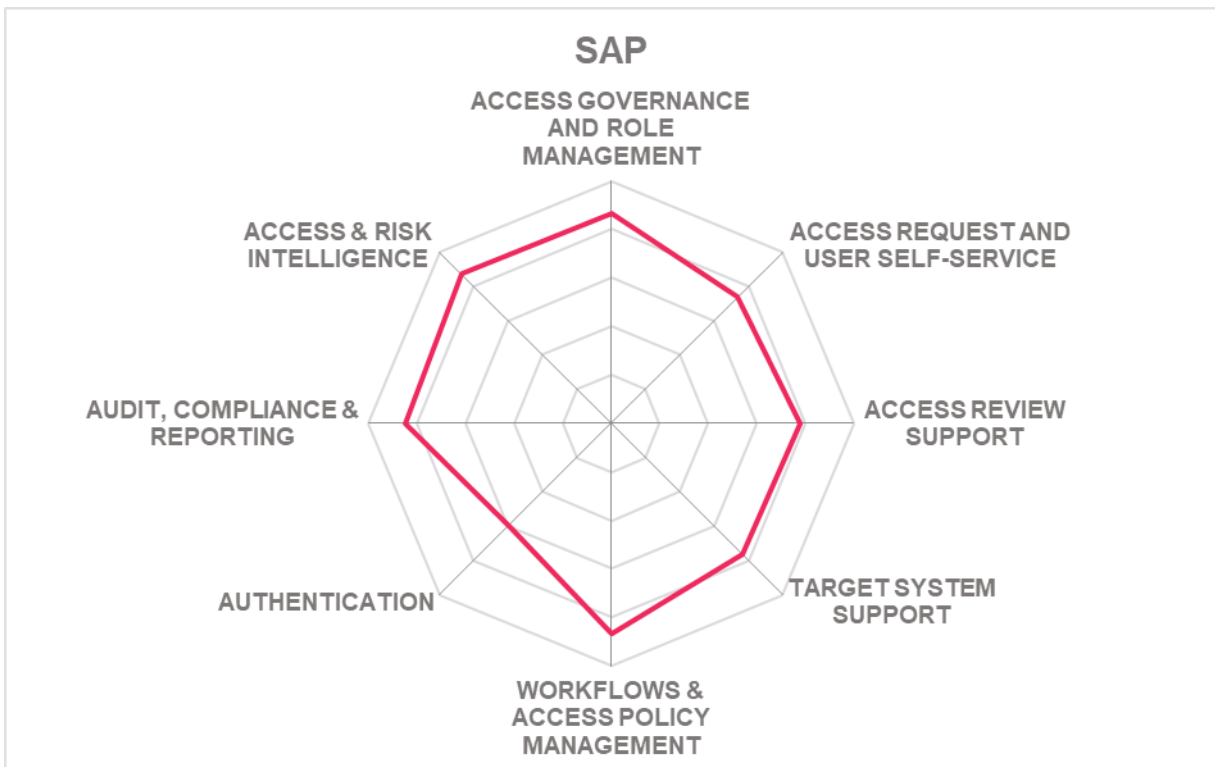 SAP
ACCESS GOVERNANCE
AND ROLE
MANAGEMENT
ACCESS & RISK
INTELLIGENCE
ACCESS REQUEST AND
USER SELF-SERVICE
AUDIT, COMPLIANCE &
REPORTING
ACCESS REVIEW
SUPPORT
AUTHENTICATION
TARGET SYSTEM
SUPPORT
WORKFLOWS &
ACCESS POLICY
MANAGEMENT